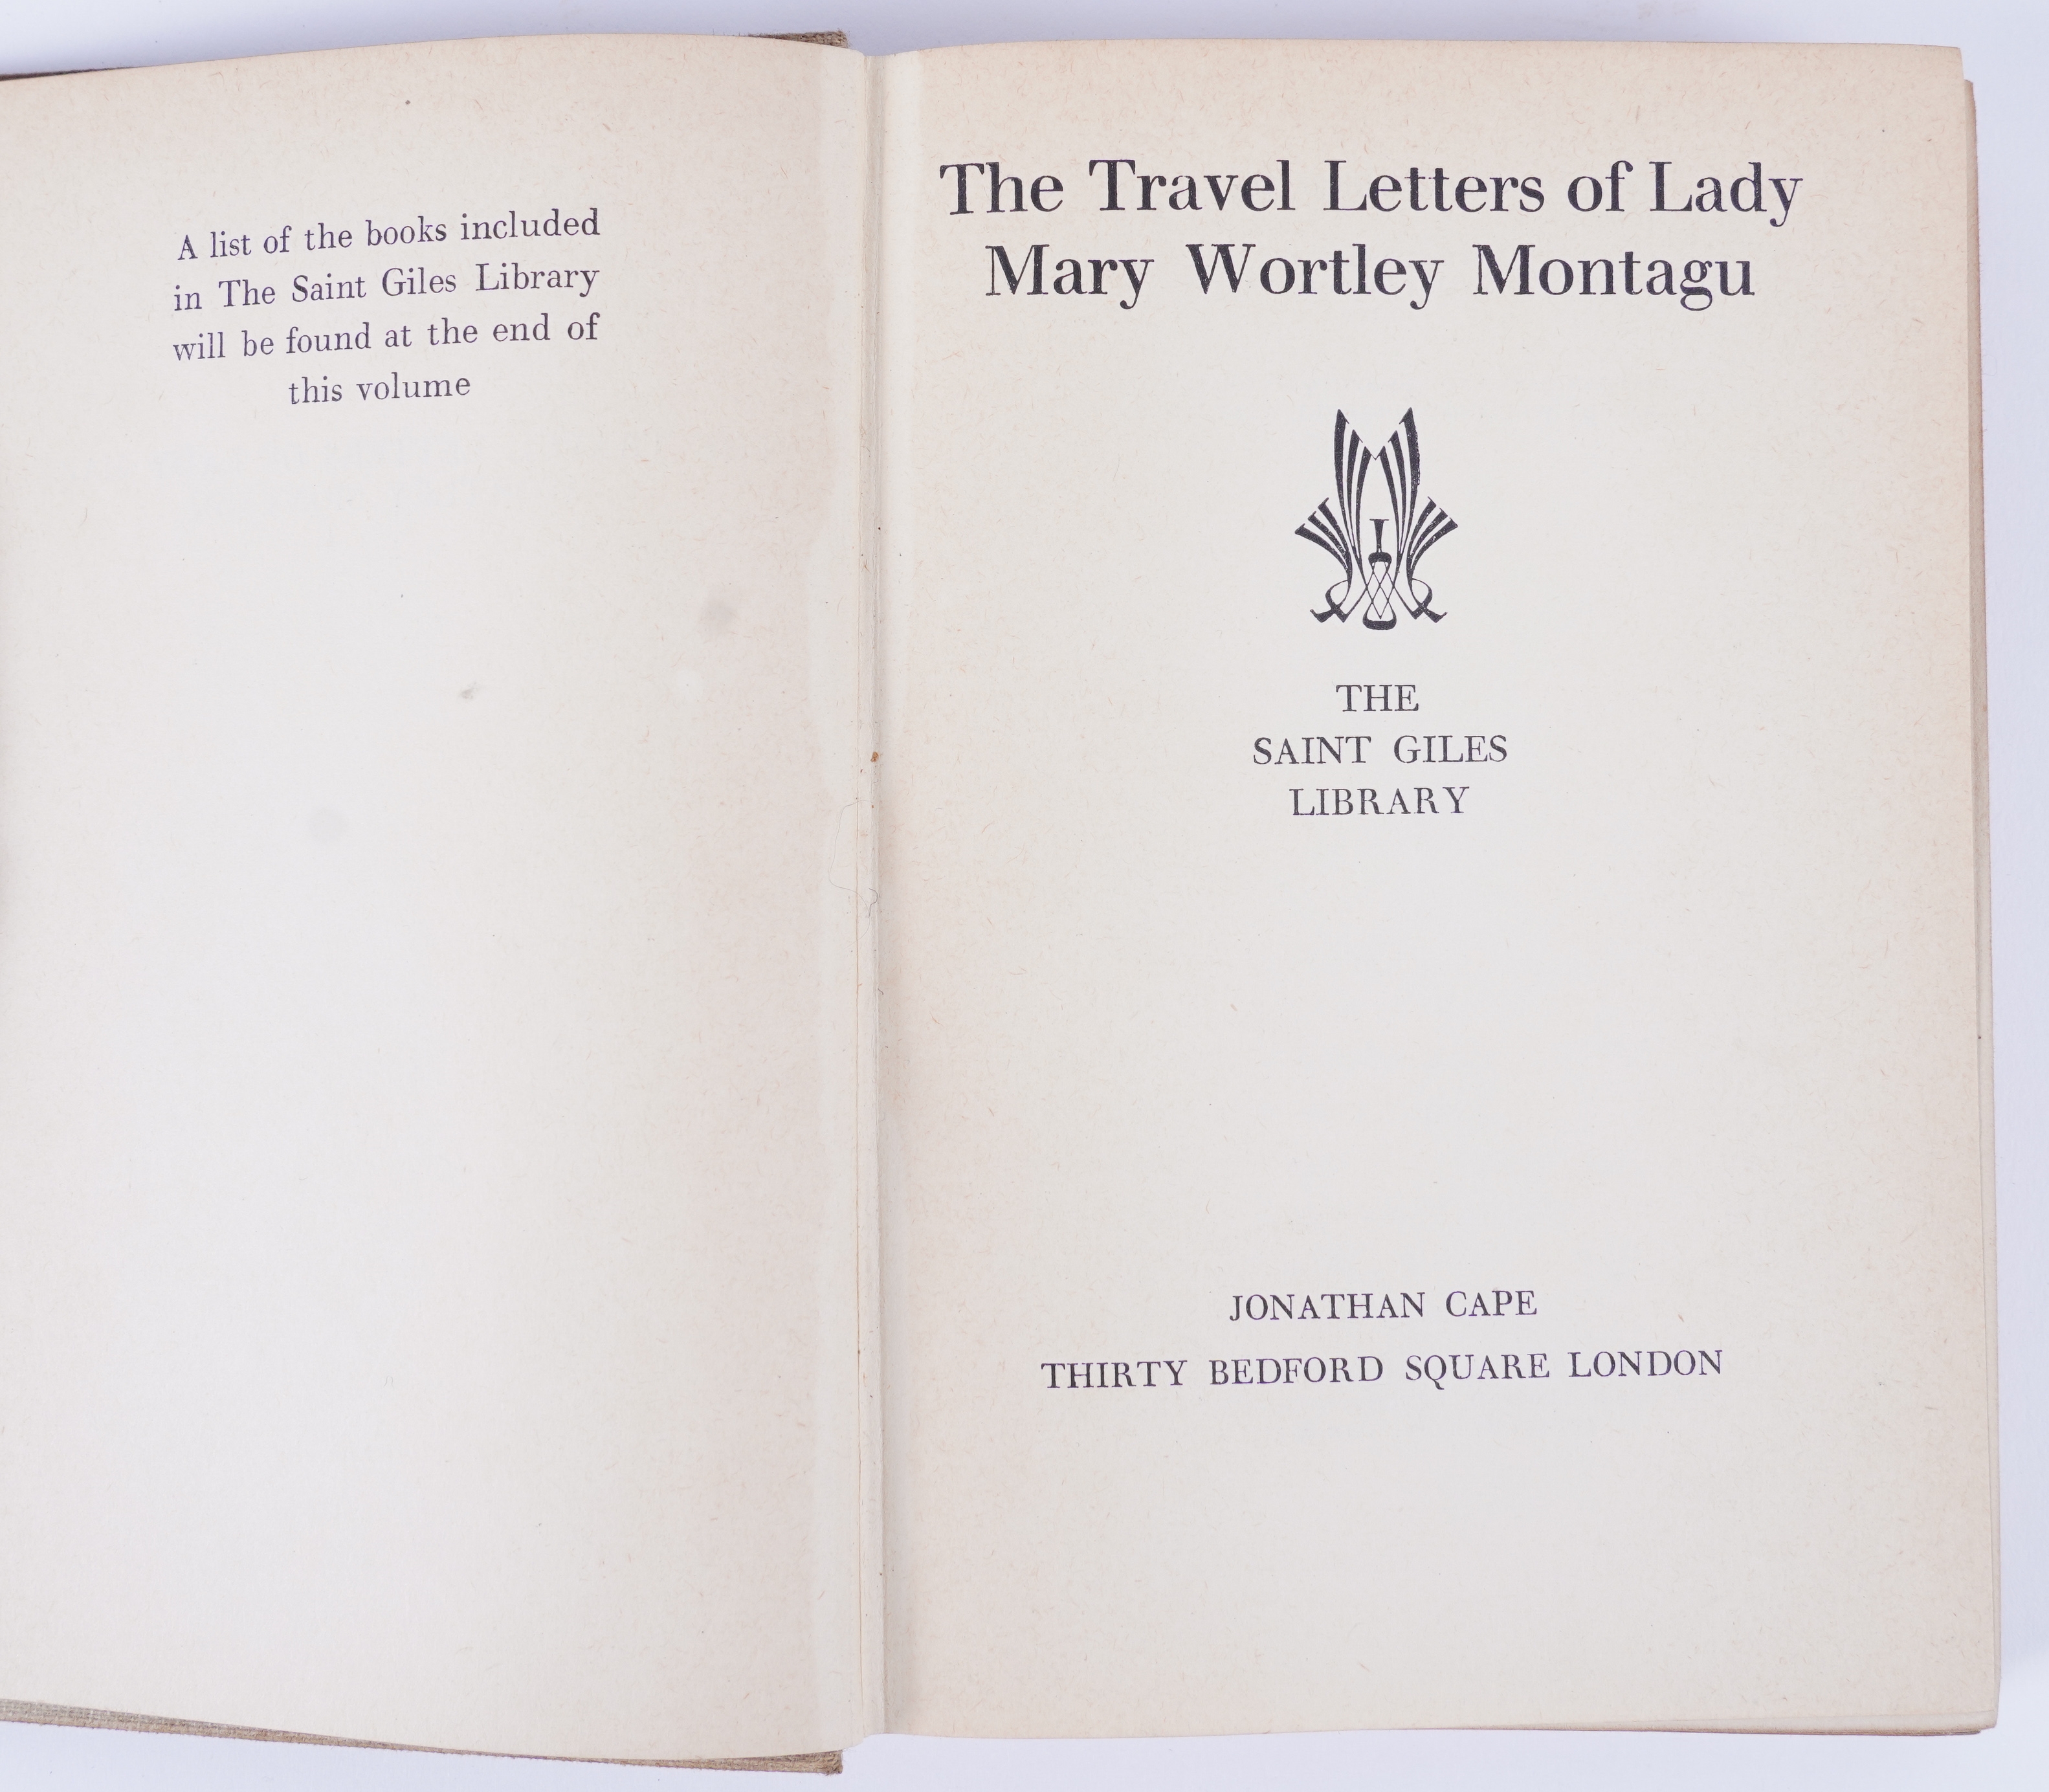 A list of the books included
in The Saint Giles Library
will be found at the end of
this volume
The Travel Letters of Lady
Mary Wortley Montagu
THE
SAINT GILES
LIBRARY
JONATHAN CAPE
THIRTY BEDFORD SQUARE LONDON